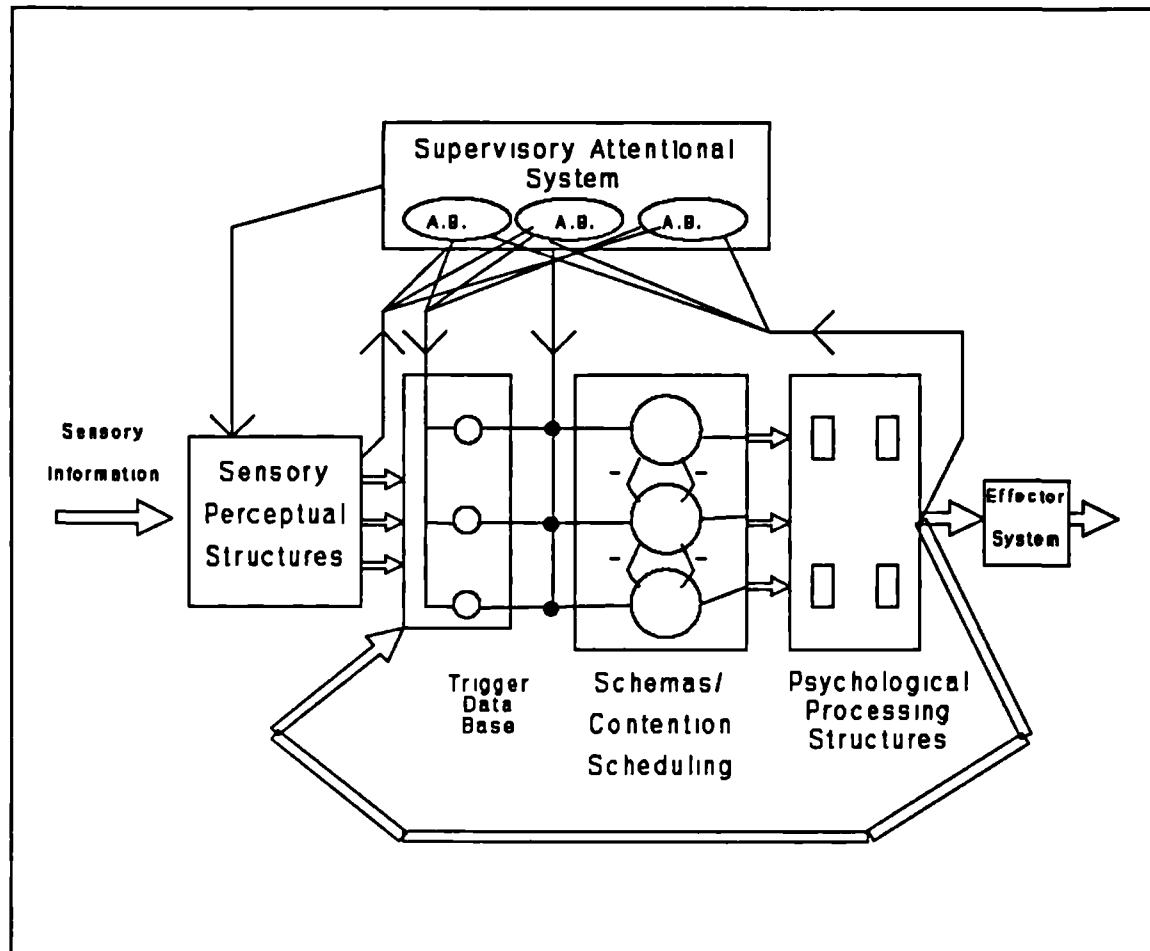 Supervisory Attentional
System
A.B.
A.B.
A.B.
Sensory
Information
Sensory
Perceptual
Structures
Effector
System
Trigger
Data
Base
Schemas/
Contention
Scheduling
Psychological
Processing
Structures
-
-
-
-